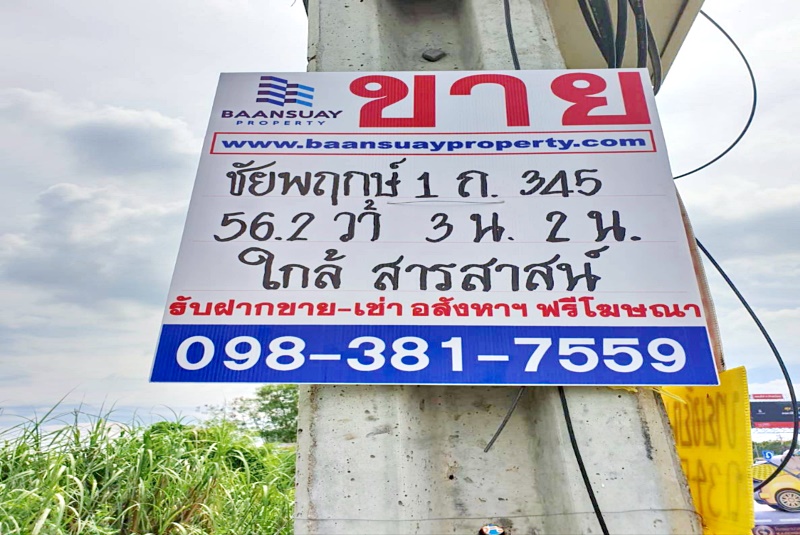 BAANSUAY
PROPERTY
ขาย
www.baansuayproperty.com
ชัยพฤกษ์ 1 ถ. 345
56.2 วา 3 น. 2 น.
ใกล้ สารสาสน์
รับฝากขาย-เช่า อสังหาฯ ฟรีโฆษณา
098-381-7559